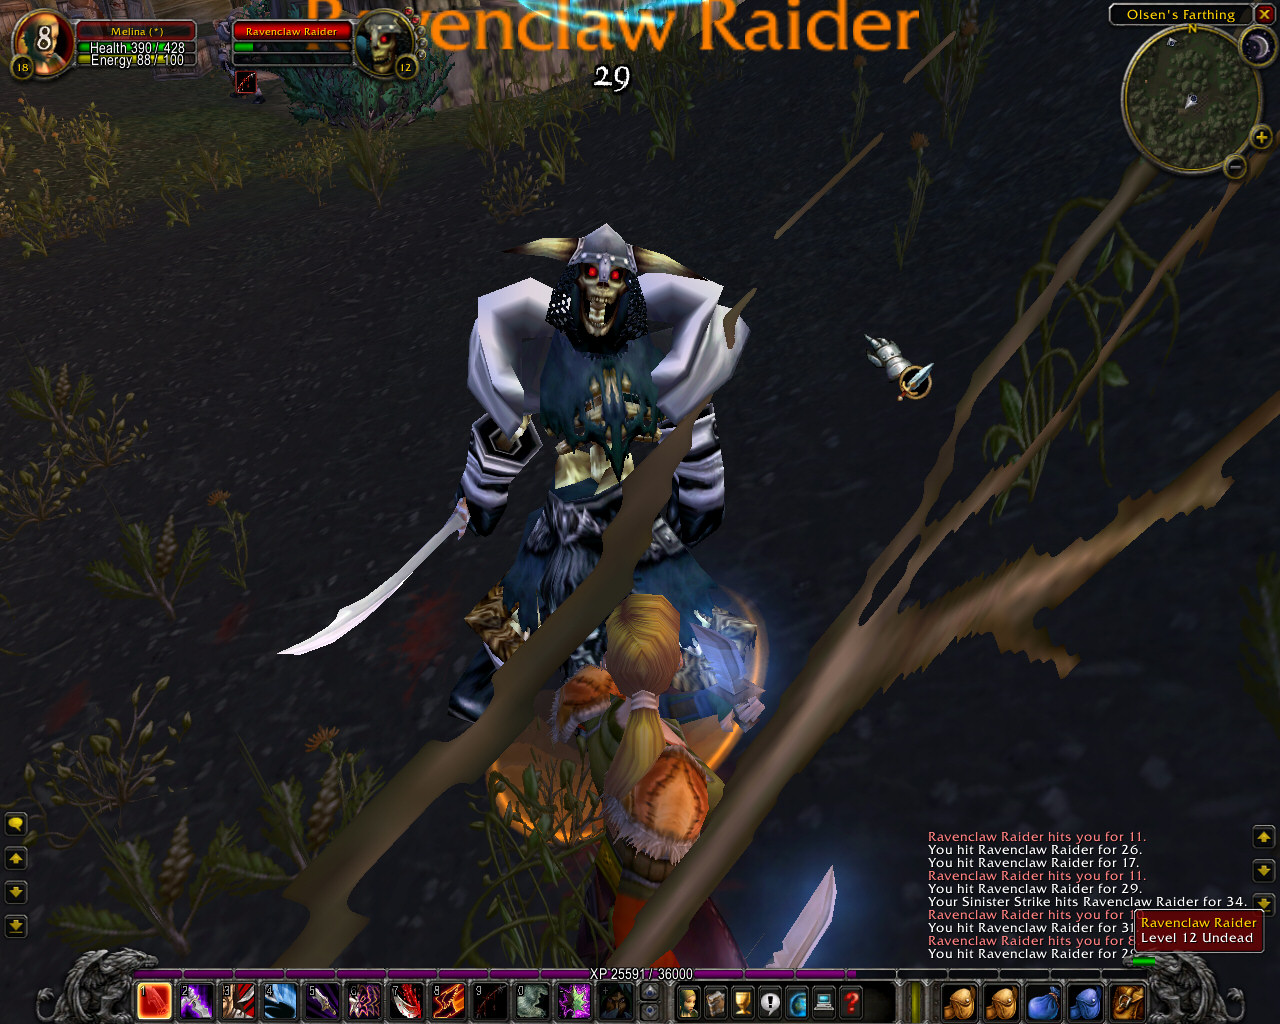 Melina (*)
Health 390 / 428
Energy 88 / 100
8
18
Ravenclaw Raider
12
Ravenclaw Raider
29
Olsen's Farthing
N
Ravenclaw Raider hits you for 11.
You hit Ravenclaw Raider for 26.
You hit Ravenclaw Raider for 17.
Ravenclaw Raider hits you for 11.
You hit Ravenclaw Raider for 29.
Your Sinister Strike hits Ravenclaw Raider for 34.
Ravenclaw Raider hits you for
You hit Ravenclaw Raider for 31
Ravenclaw Raider hits you for
You hit Ravenclaw Raider for
Ravenclaw Raider
Level 12 Undead
XP 25591 / 36000
1 2 3 4 5 6 7 8 9 0 - +